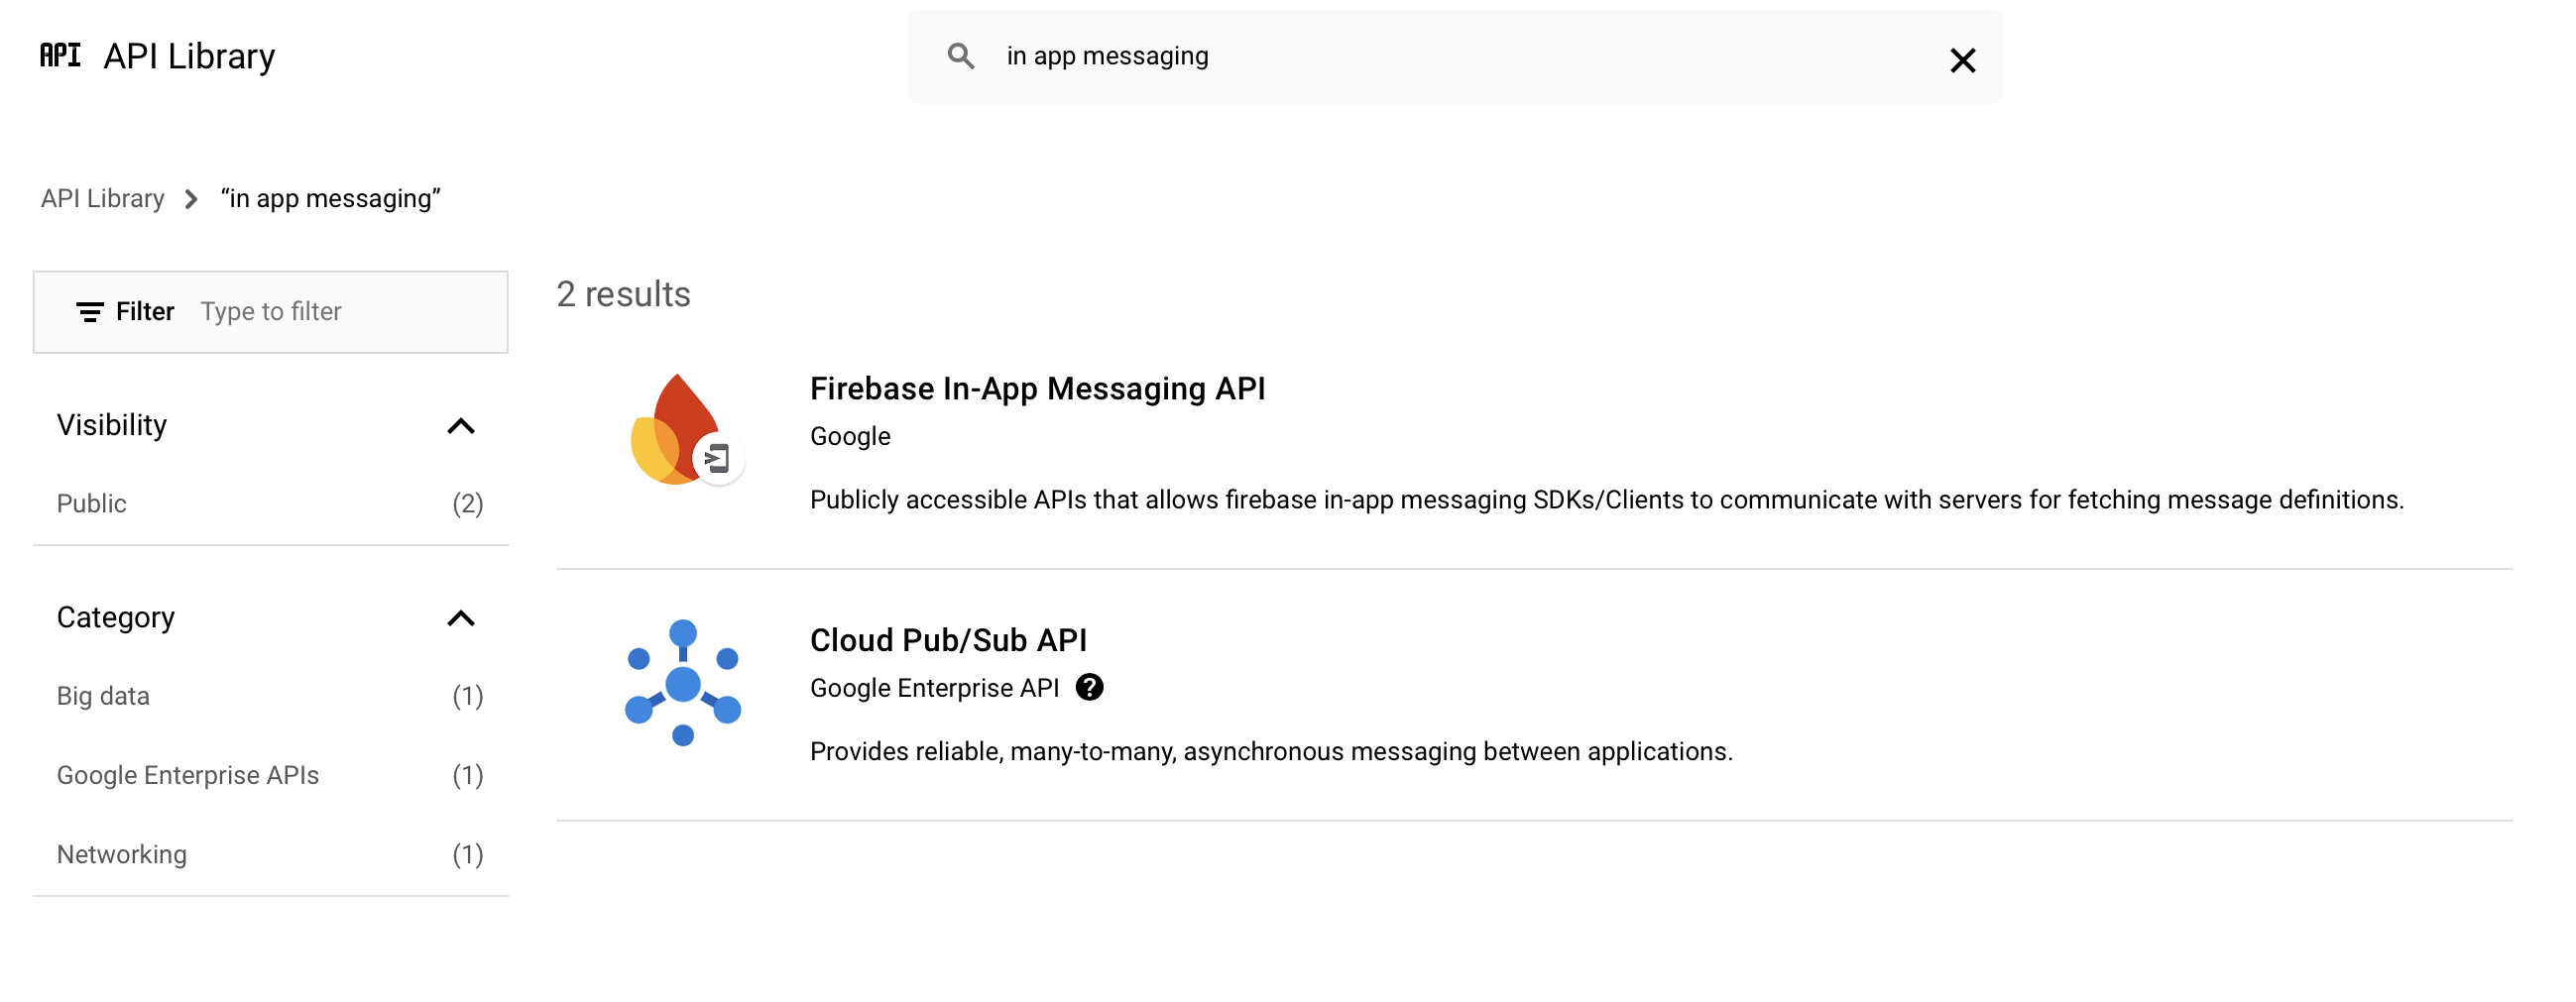 API API Library
in app messaging
API Library “in app messaging”
Filter Type to filter
Visibility
Public (2)
Category
Big data (1)
Google Enterprise APIs (1)
Networking (1)
2 results
Firebase In-App Messaging API
Google
Publicly accessible APIs that allows firebase in-app messaging SDKs/Clients to communicate with servers for fetching message definitions.
Cloud Pub/Sub API
Google Enterprise API ?
Provides reliable, many-to-many, asynchronous messaging between applications.